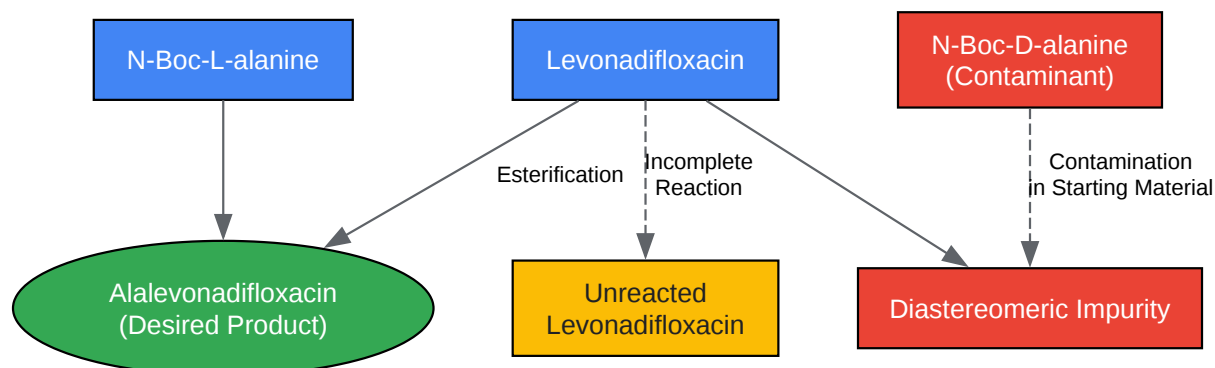 N-Boc-L-alanine
Levonadifloxacin
N-Boc-D-alanine
(Contaminant)
Esterification
Incomplete
Reaction
Contamination
in Starting Material
Alalevonadifloxacin
(Desired Product)
Unreacted
Levonadifloxacin
Diastereomeric Impurity